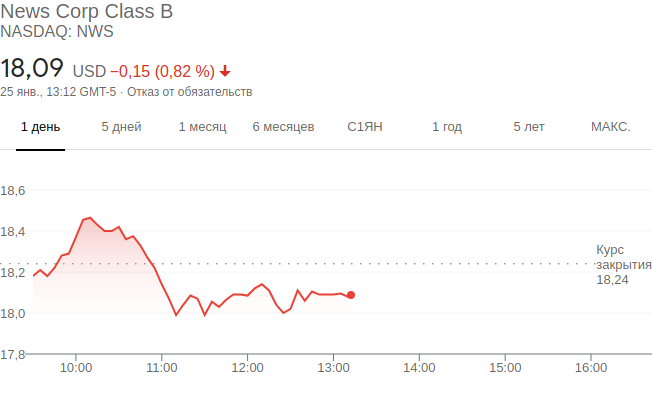 News Corp Class B
NASDAQ: NWS
18,09 USD −0,15 (0,82 %)
25 янв., 13:12 GMT-5 · Отказ от обязательств
1 день 5 дней 1 месяц 6 месяцев С1ЯН 1 год 5 лет МАКС.
18,6
18,4
Курс
закрытия
18,24
18,2
18,0
17,8
10:00 11:00 12:00 13:00 14:00 15:00 16:00